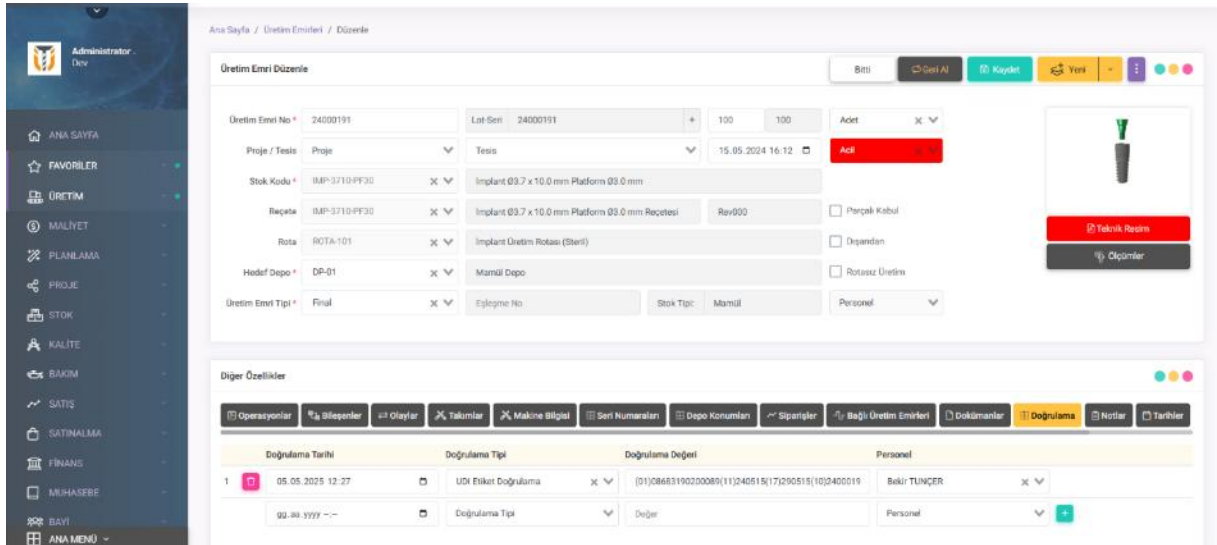 Administrator .
Dev
ANA SAYFA
FAVORİLER
ÜRETİM
MALİYET
PLANLAMA
PROJE
STOK
KALİTE
BAKIM
SATIŞ
SATINALMA
FİNANS
MUHASEBE
BAYİ
ANA MENÜ
Ana Sayfa / Üretim Emirleri / Düzenle
Üretim Emri Düzenle
Bitti Geri Al Kaydet Yeni
Üretim Emri No * 24000191 Lot-Seri 24000191 + 100 100 Adet
Proje / Tesis Proje Tesis 15.05.2024 16:12 Acil
Stok Kodu * IMP-3710-PF30 Implant Ø3.7 x 10.0 mm Platform Ø3.0 mm
Reçete IMP-3710-PF30 Implant Ø3.7 x 10.0 mm Platform Ø3.0 mm Reçetesi Rev000 Parçalı Kabul
Rota ROTA-101 Implant Üretim Rotası (Steril) Dışarıdan
Hedef Depo * DP-01 Mamül Depo Rotasız Üretim
Üretim Emri Tipi * Final Eşleşme No Stok Tipi: Mamül Personel
Teknik Resim
Ölçümler
Diğer Özellikler
Operasyonlar Bileşenler Olaylar Takımlar Makine Bilgisi Seri Numaraları Depo Konumları Siparişler Bağlı Üretim Emirleri Dokümanlar Doğrulama Notlar Tarihler
Doğrulama Tarihi Doğrulama Tipi Doğrulama Değeri Personel
1 05.05.2025 12:27 UDI Etiket Doğrulama (01)08683190200089(11)240515(17)290515(10)2400019 Bekir TUNÇER
gg.aa.yyyy --:-- Doğrulama Tipi Değer Personel +